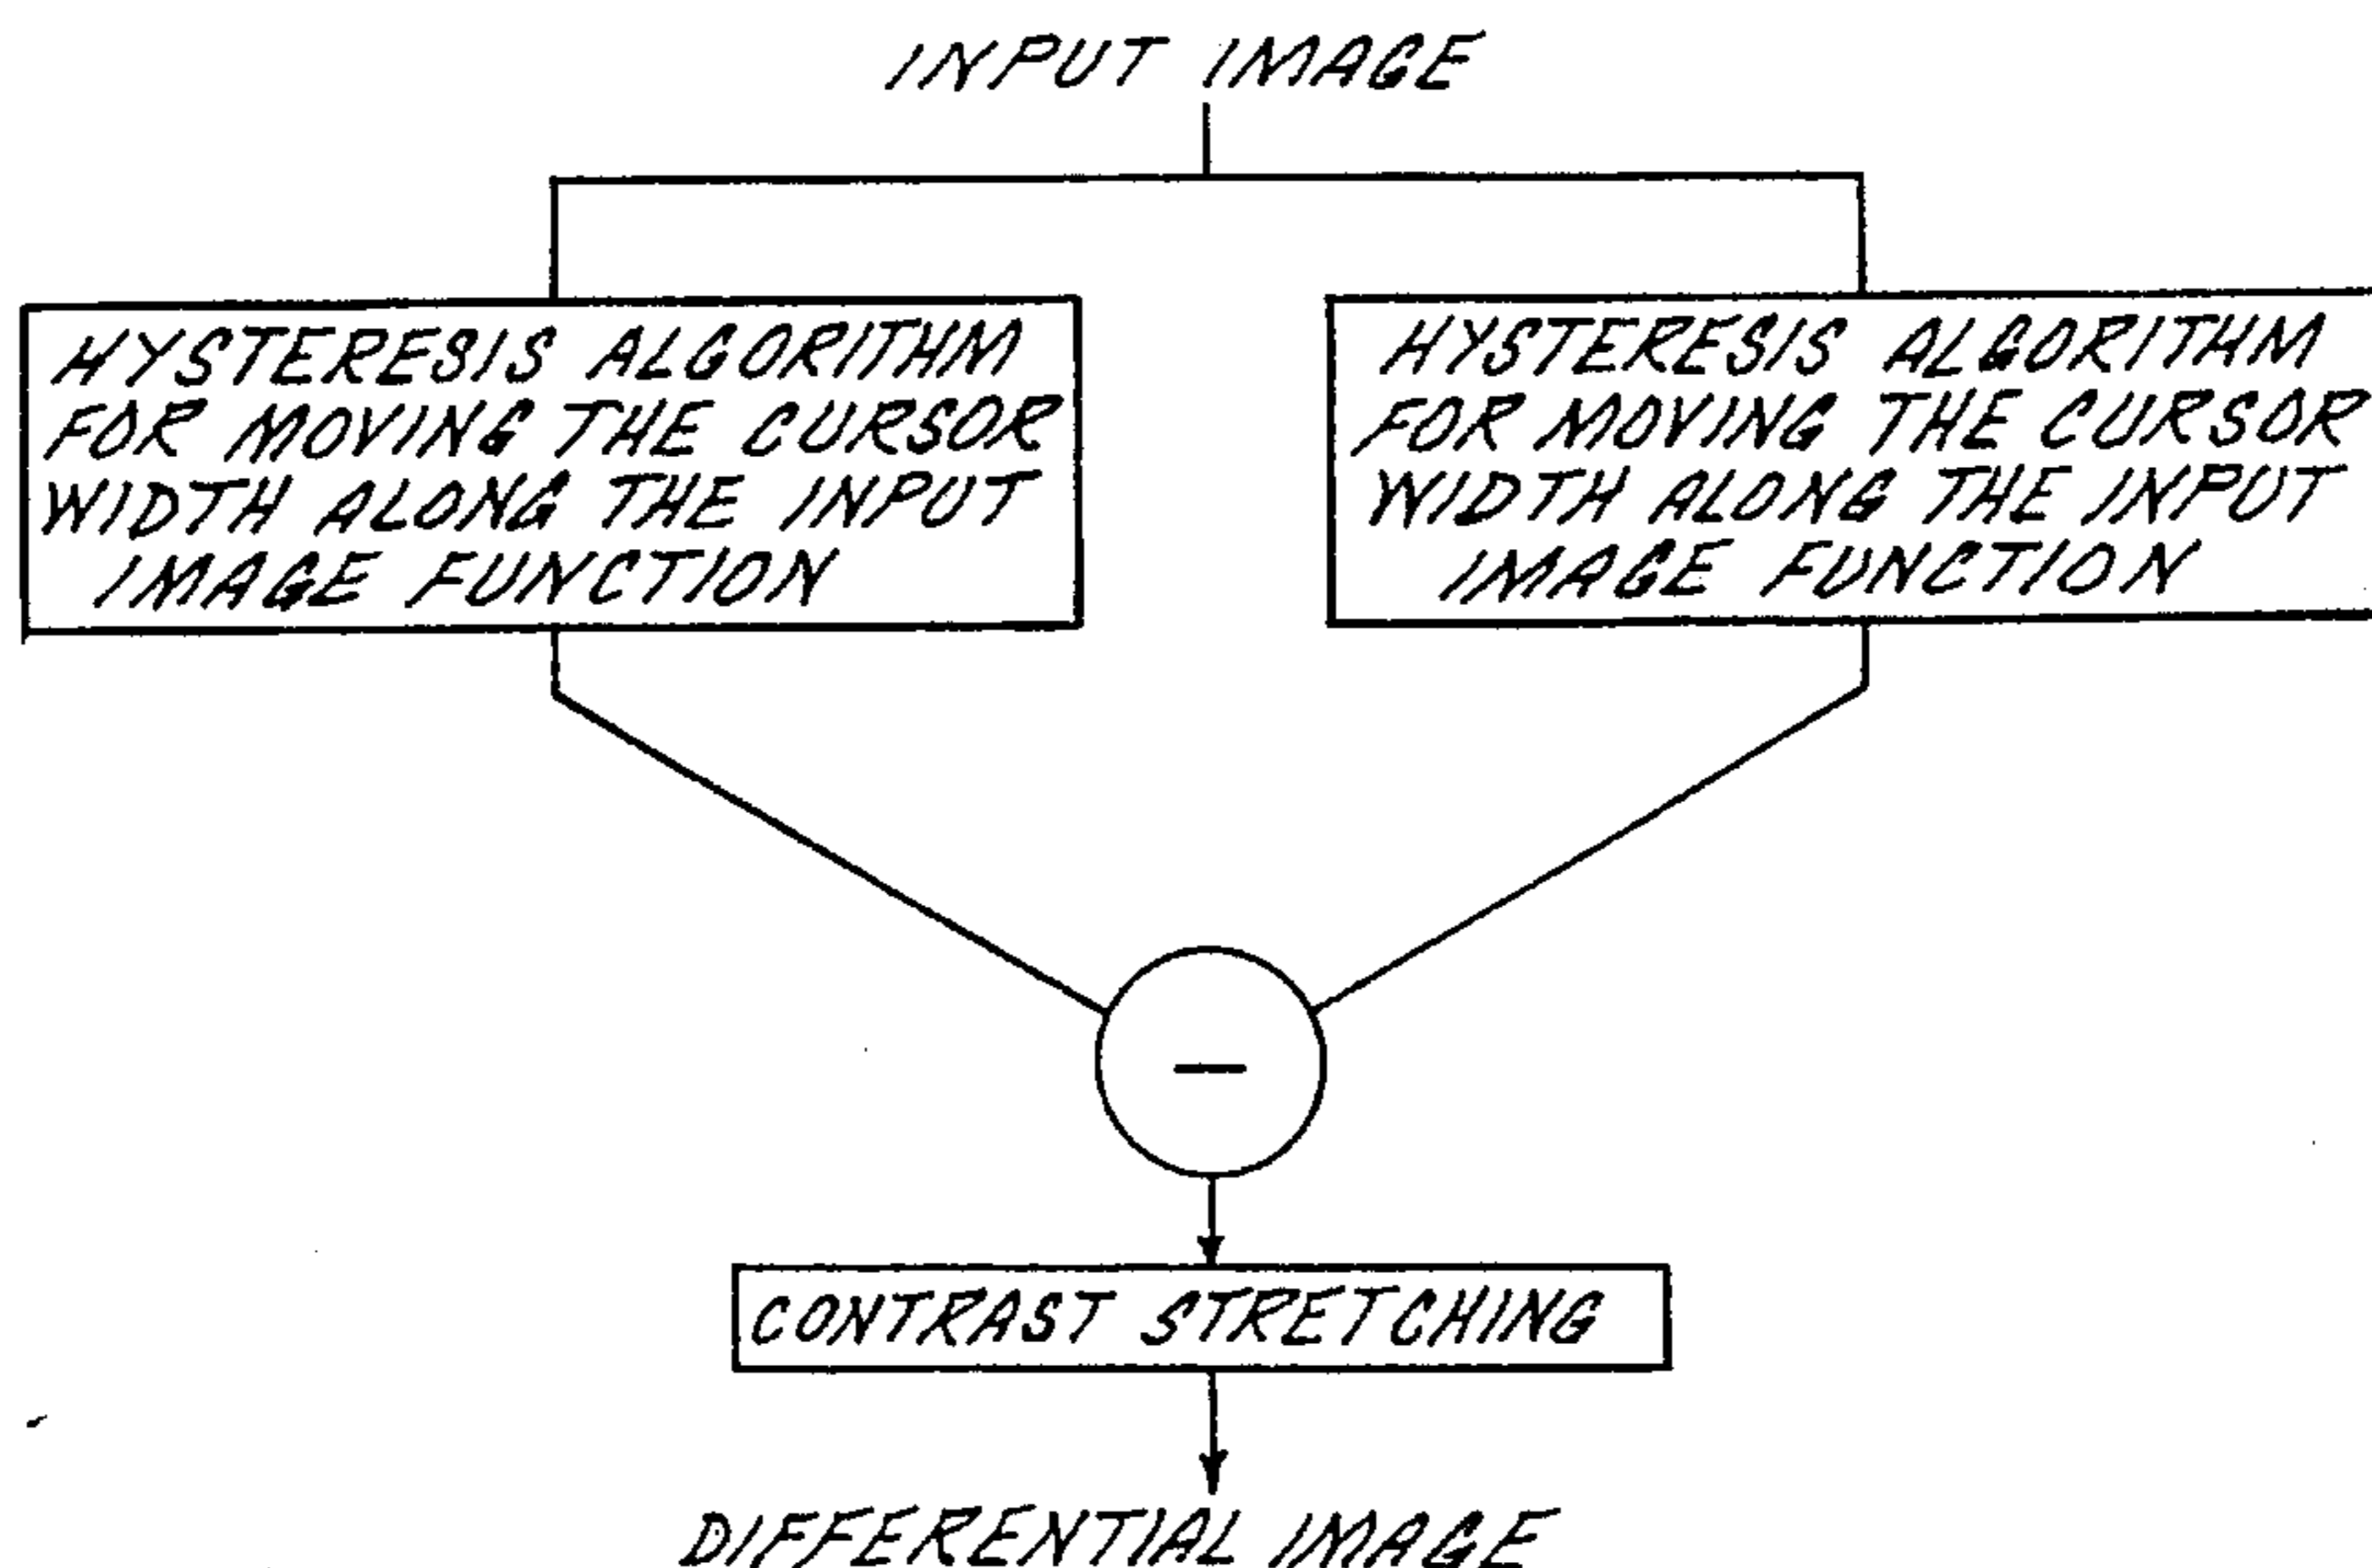 INPUT IMAGE
HYSTERESIS ALGORITHM
FOR MOVING THE CURSOR
WIDTH ALONG THE INPUT
IMAGE FUNCTION
HYSTERESIS ALGORITHM
FOR MOVING THE CURSOR
WIDTH ALONG THE INPUT
IMAGE FUNCTION
—
CONTRAST STRETCHING
DIFFERENTIAL IMAGE